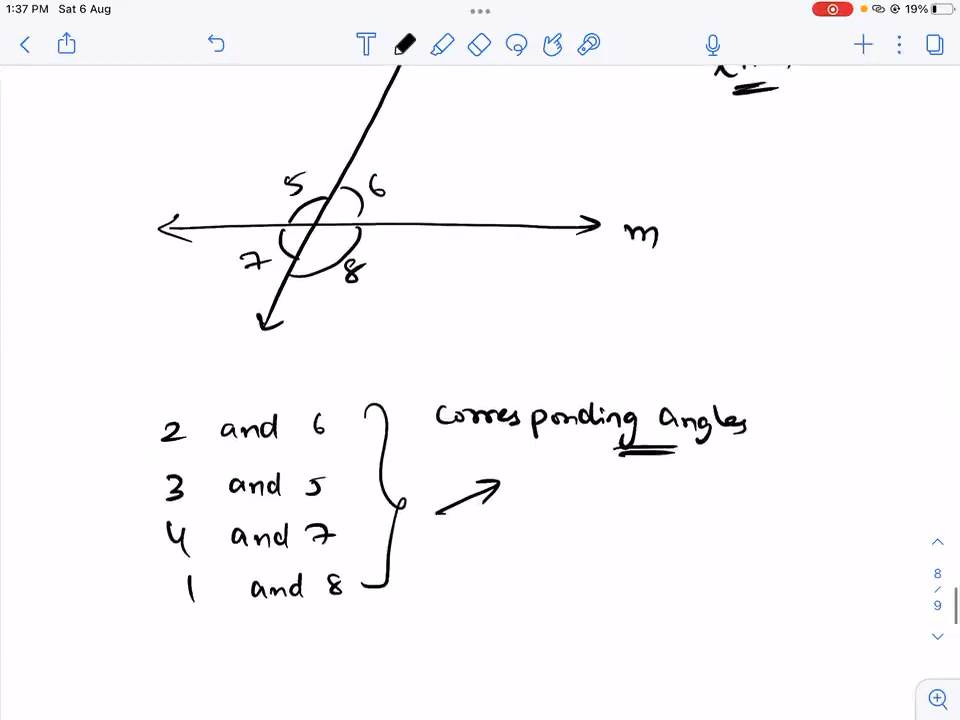 1:37 PM Sat 6 Aug
19%
T
5
6
m
7
8
2 and 6
corresponding angles
3 and 5
4 and 7
1 and 8
8
/
9